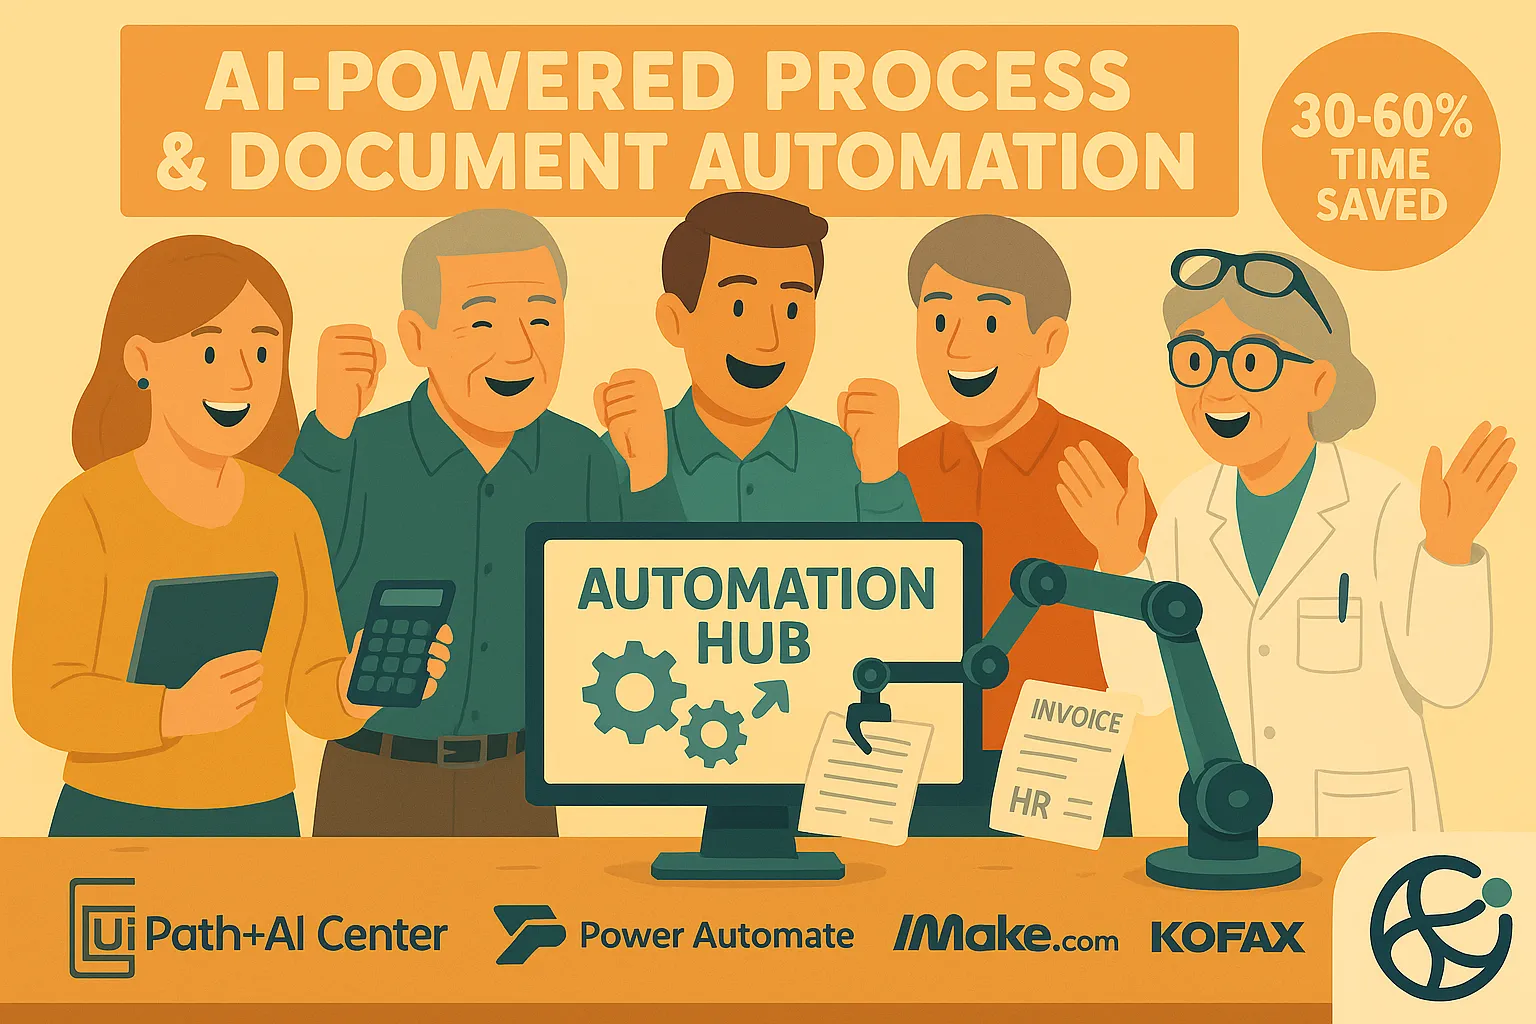 AI-POWERED PROCESS
& DOCUMENT AUTOMATION
30-60%
TIME
SAVED
AUTOMATION
HUB
INVOICE
HR
Ui Path+AI Center
Power Automate
Make.com
KOFAX